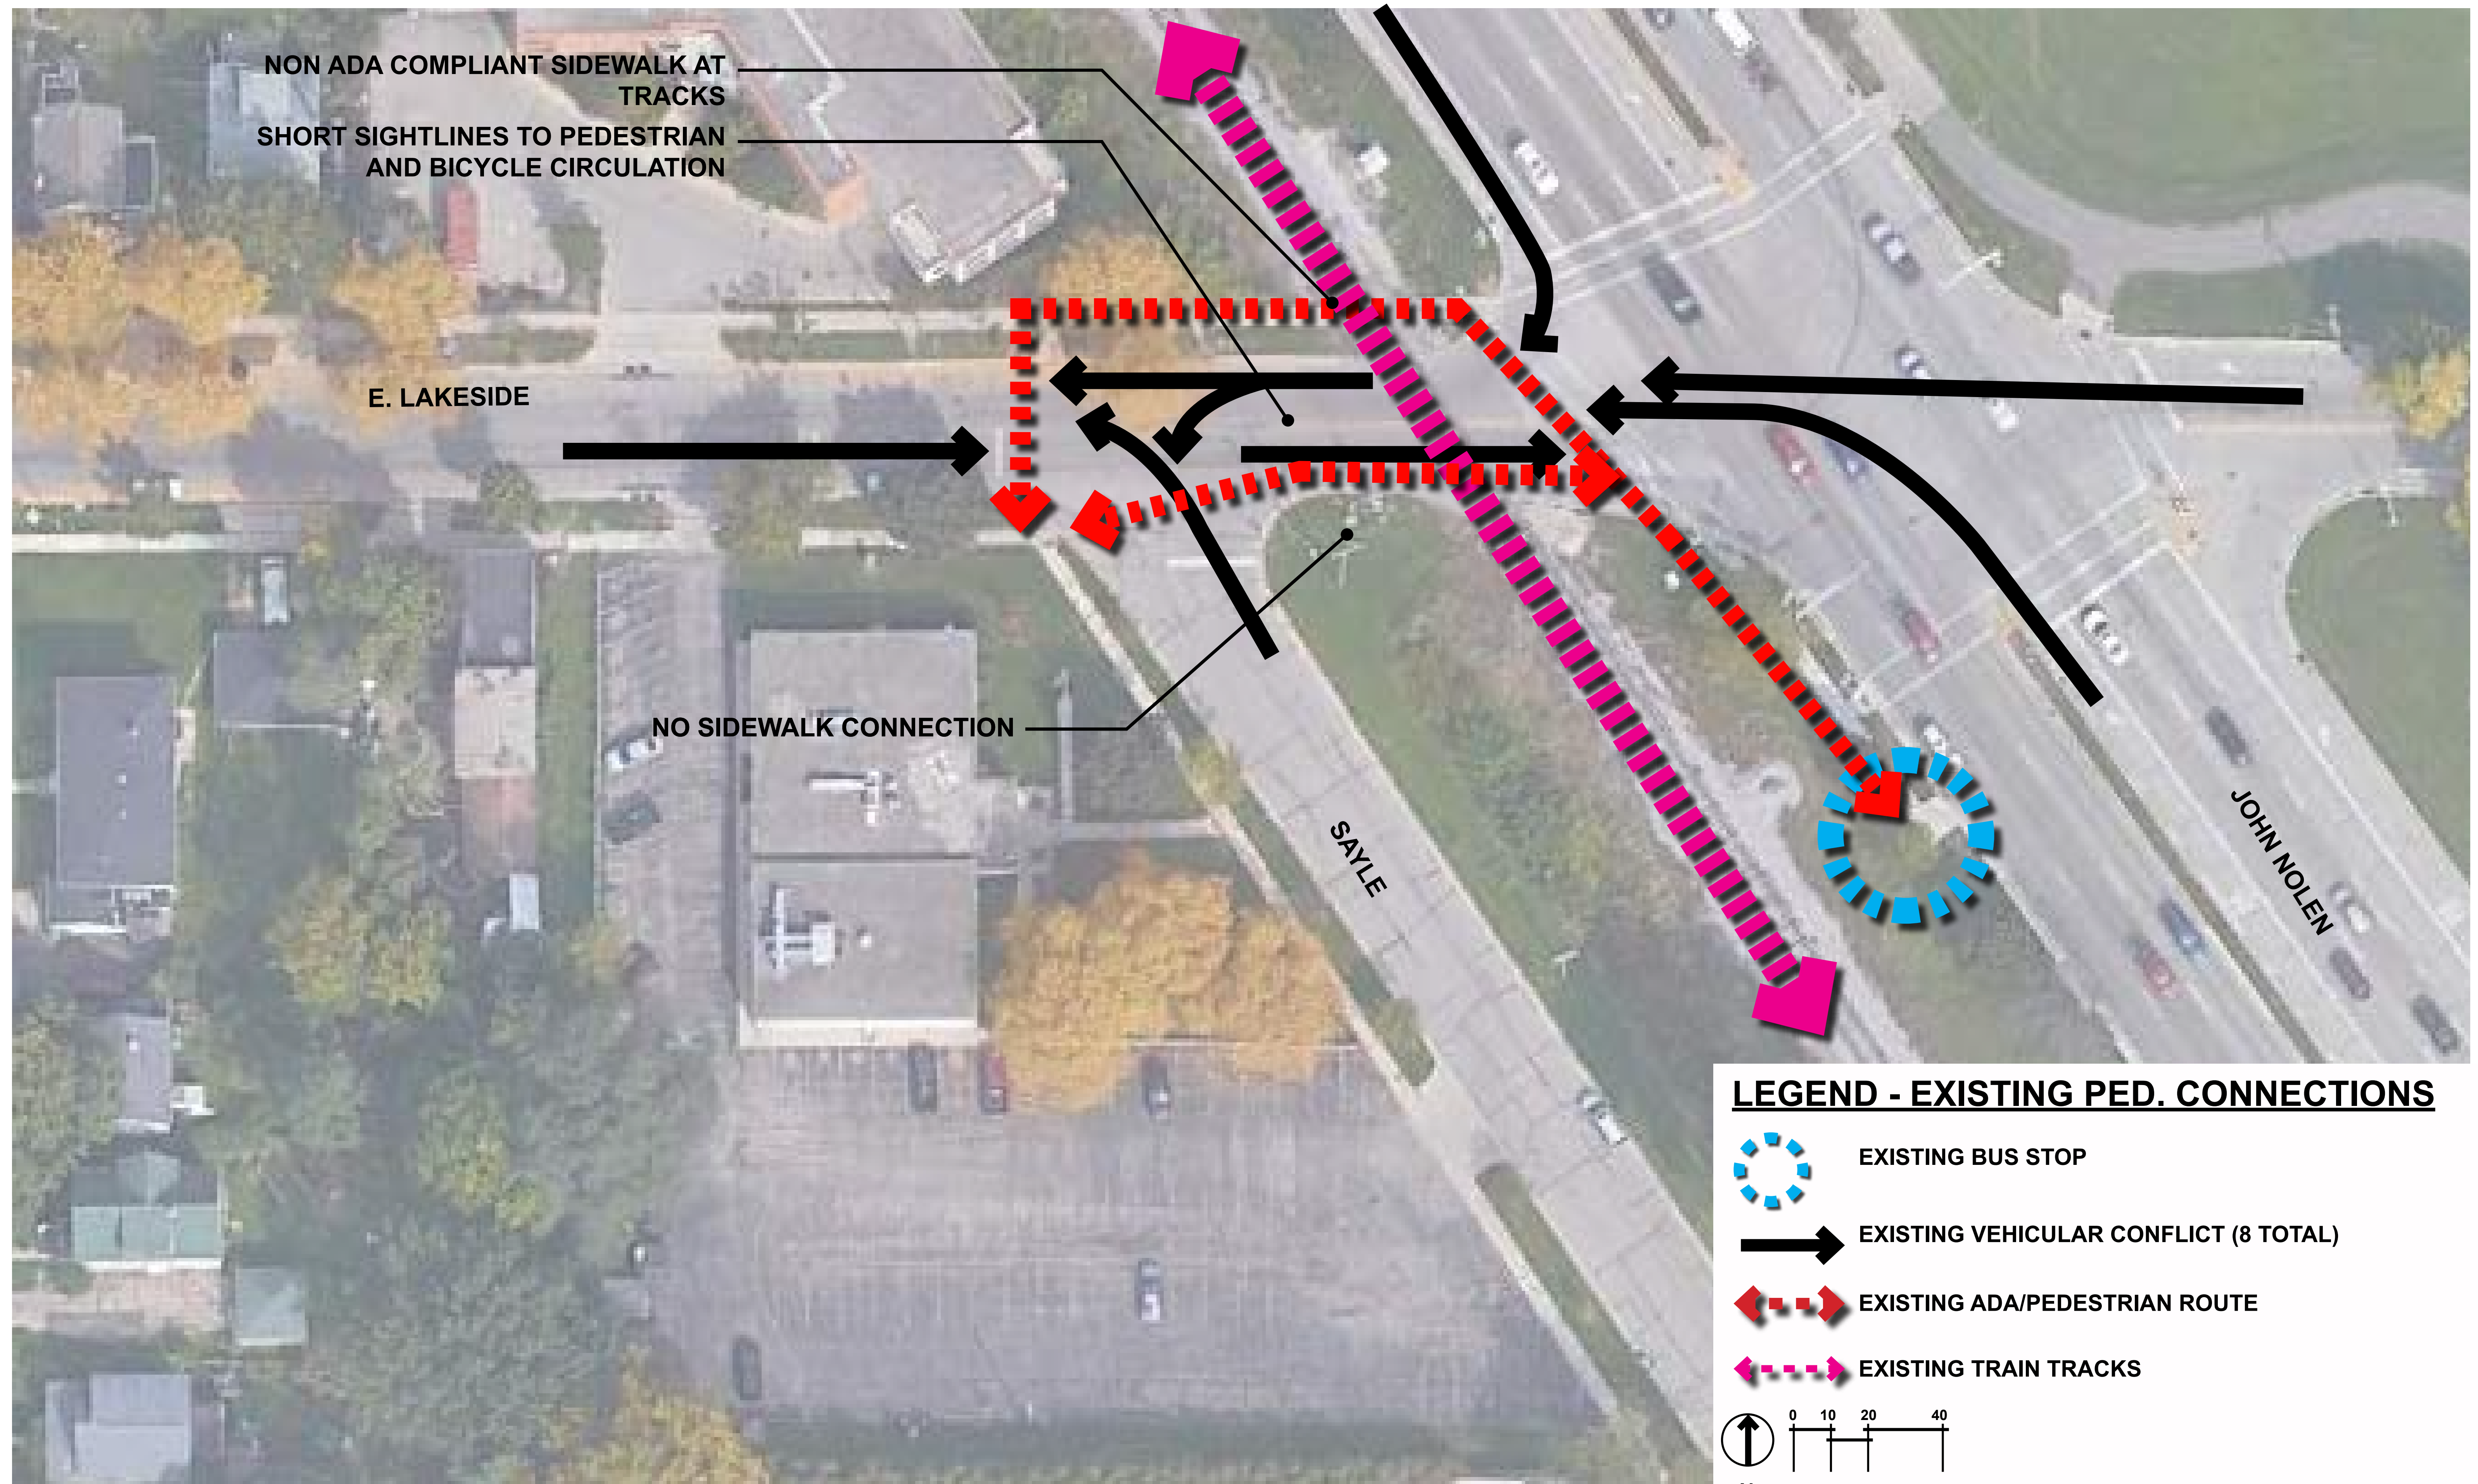 NON ADA COMPLIANT SIDEWALK AT
TRACKS
SHORT SIGHTLINES TO PEDESTRIAN
AND BICYCLE CIRCULATION
E. LAKESIDE
NO SIDEWALK CONNECTION
SAYLE
JOHN NOLEN
LEGEND - EXISTING PED. CONNECTIONS
EXISTING BUS STOP
EXISTING VEHICULAR CONFLICT (8 TOTAL)
EXISTING ADA/PEDESTRIAN ROUTE
EXISTING TRAIN TRACKS
0 10 20 40